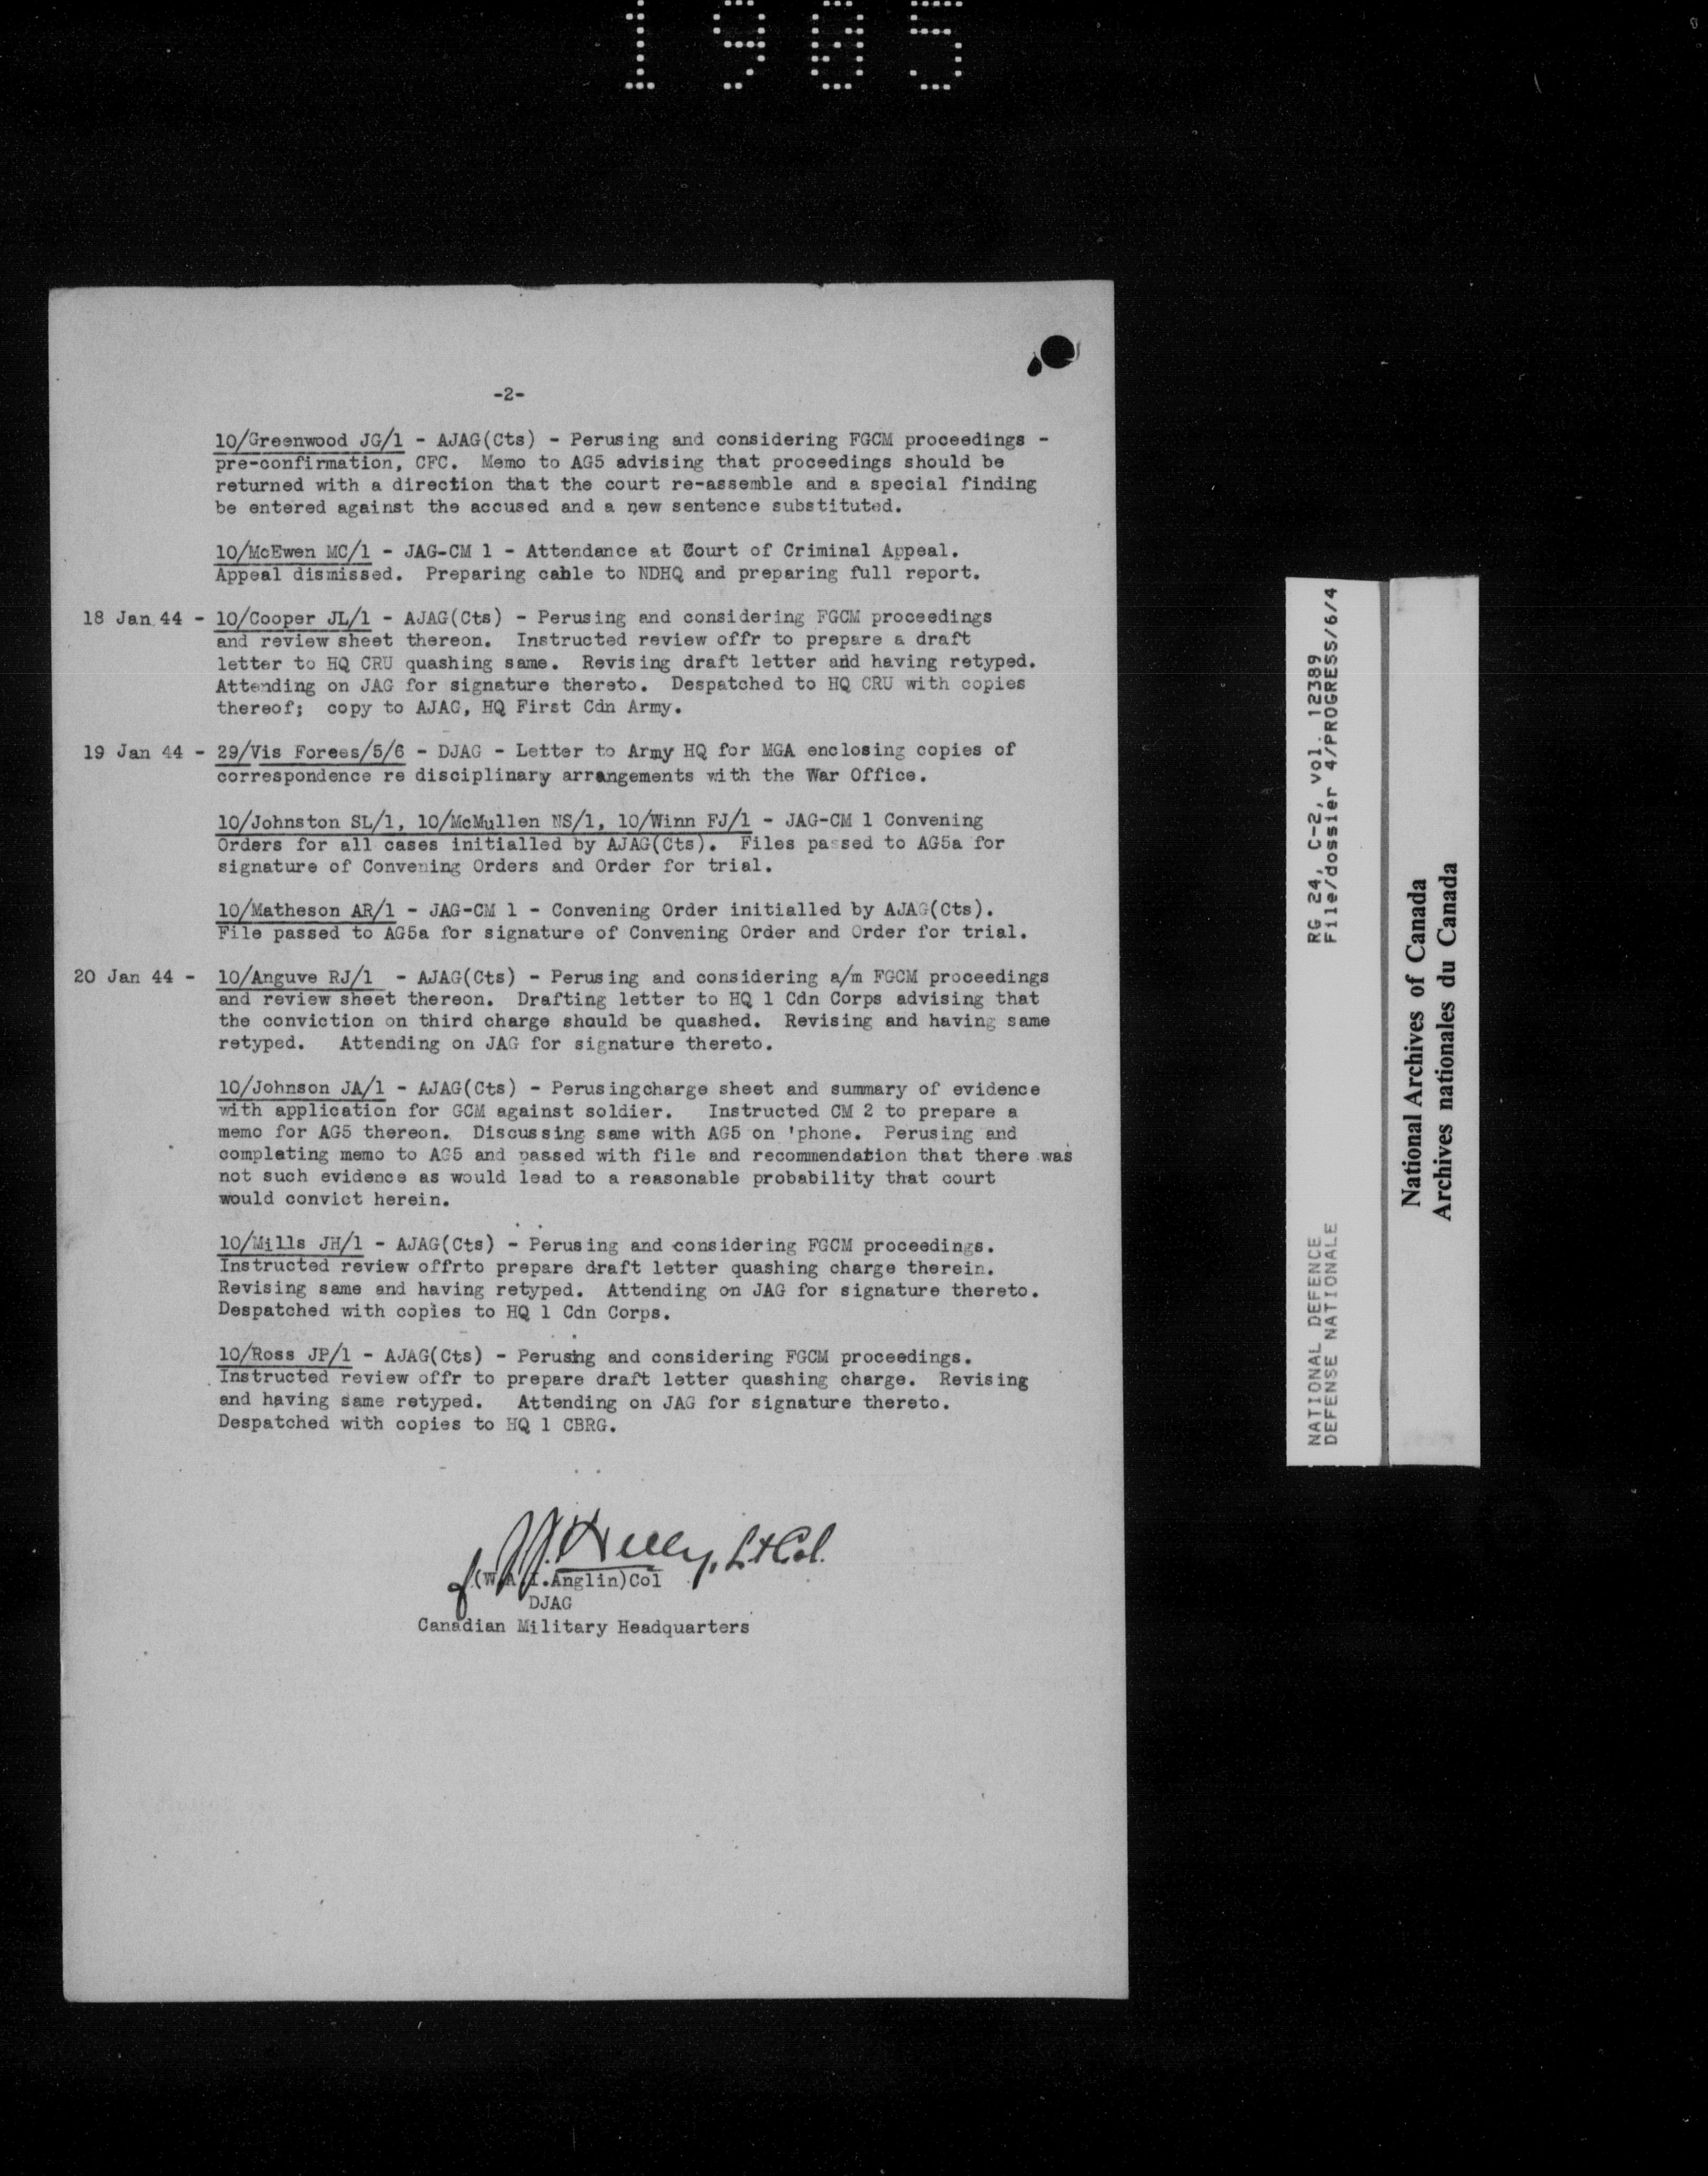 1905
-2-
10/Greenwood JG/1 - AJAG(Cts) - Perusing and considering FGCM proceedings -
pre-confirmation, CFC. Memo to AG5 advising that proceedings should be
returned with a direction that the court re-assemble and a special finding
be entered against the accused and a new sentence substituted.
10/McEwen MC/1 - JAG-CM 1 - Attendance at Court of Criminal Appeal.
Appeal dismissed. Preparing cable to NDHQ and preparing full report.
18 Jan 44 - 10/Cooper JL/1 - AJAG(Cts) - Perusing and considering FGCM proceedings
and review sheet thereon. Instructed review offr to prepare a draft
letter to HQ CRU quashing same. Revising draft letter and having retyped.
Attending on JAG for signature thereto. Despatched to HQ CRU with copies
thereof; copy to AJAG, HQ First Cdn Army.
19 Jan 44 - 29/Vis Forees/5/6 - DJAG - Letter to Army HQ for MGA enclosing copies of
correspondence re disciplinary arrangements with the War Office.
10/Johnston SL/1, 10/McMullen NS/1, 10/Winn FJ/1 - JAG-CM 1 Convening
Orders for all cases initialled by AJAG(Cts). Files passed to AG5a for
signature of Convening Orders and Order for trial.
10/Matheson AR/1 - JAG-CM 1 - Convening Order initialled by AJAG(Cts).
File passed to AG5a for signature of Convening Order and Order for trial.
20 Jan 44 - 10/Anguve RJ/1 - AJAG(Cts) - Perusing and considering a/m FGCM proceedings
and review sheet thereon. Drafting letter to HQ 1 Cdn Corps advising that
the conviction on third charge should be quashed. Revising and having same
retyped. Attending on JAG for signature thereto.
10/Johnson JA/1 - AJAG(Cts) - Perusingcharge sheet and summary of evidence
with application for GCM against soldier. Instructed CM 2 to prepare a
memo for AG5 thereon. Discussing same with AG5 on 'phone. Perusing and
completing memo to AG5 and passed with file and recommendation that there was
not such evidence as would lead to a reasonable probability that court
would convict herein.
10/Mills JH/1 - AJAG(Cts) - Perusing and considering FGCM proceedings.
Instructed review offrto prepare draft letter quashing charge therein.
Revising same and having retyped. Attending on JAG for signature thereto.
Despatched with copies to HQ 1 Cdn Corps.
10/Ross JP/1 - AJAG(Cts) - Perusing and considering FGCM proceedings.
Instructed review offr to prepare draft letter quashing charge. Revising
and having same retyped. Attending on JAG for signature thereto.
Despatched with copies to HQ 1 CBRG.
Lt Col.
(W.A.I.Anglin)Col
DJAG
Canadian Military Headquarters
RG 24, C-2, vol. 12389
File/dossier 4/PROGRESS/6/4
NATIONAL DEFENCE
DEFENSE NATIONALE
National Archives of Canada
Archives nationales du Canada